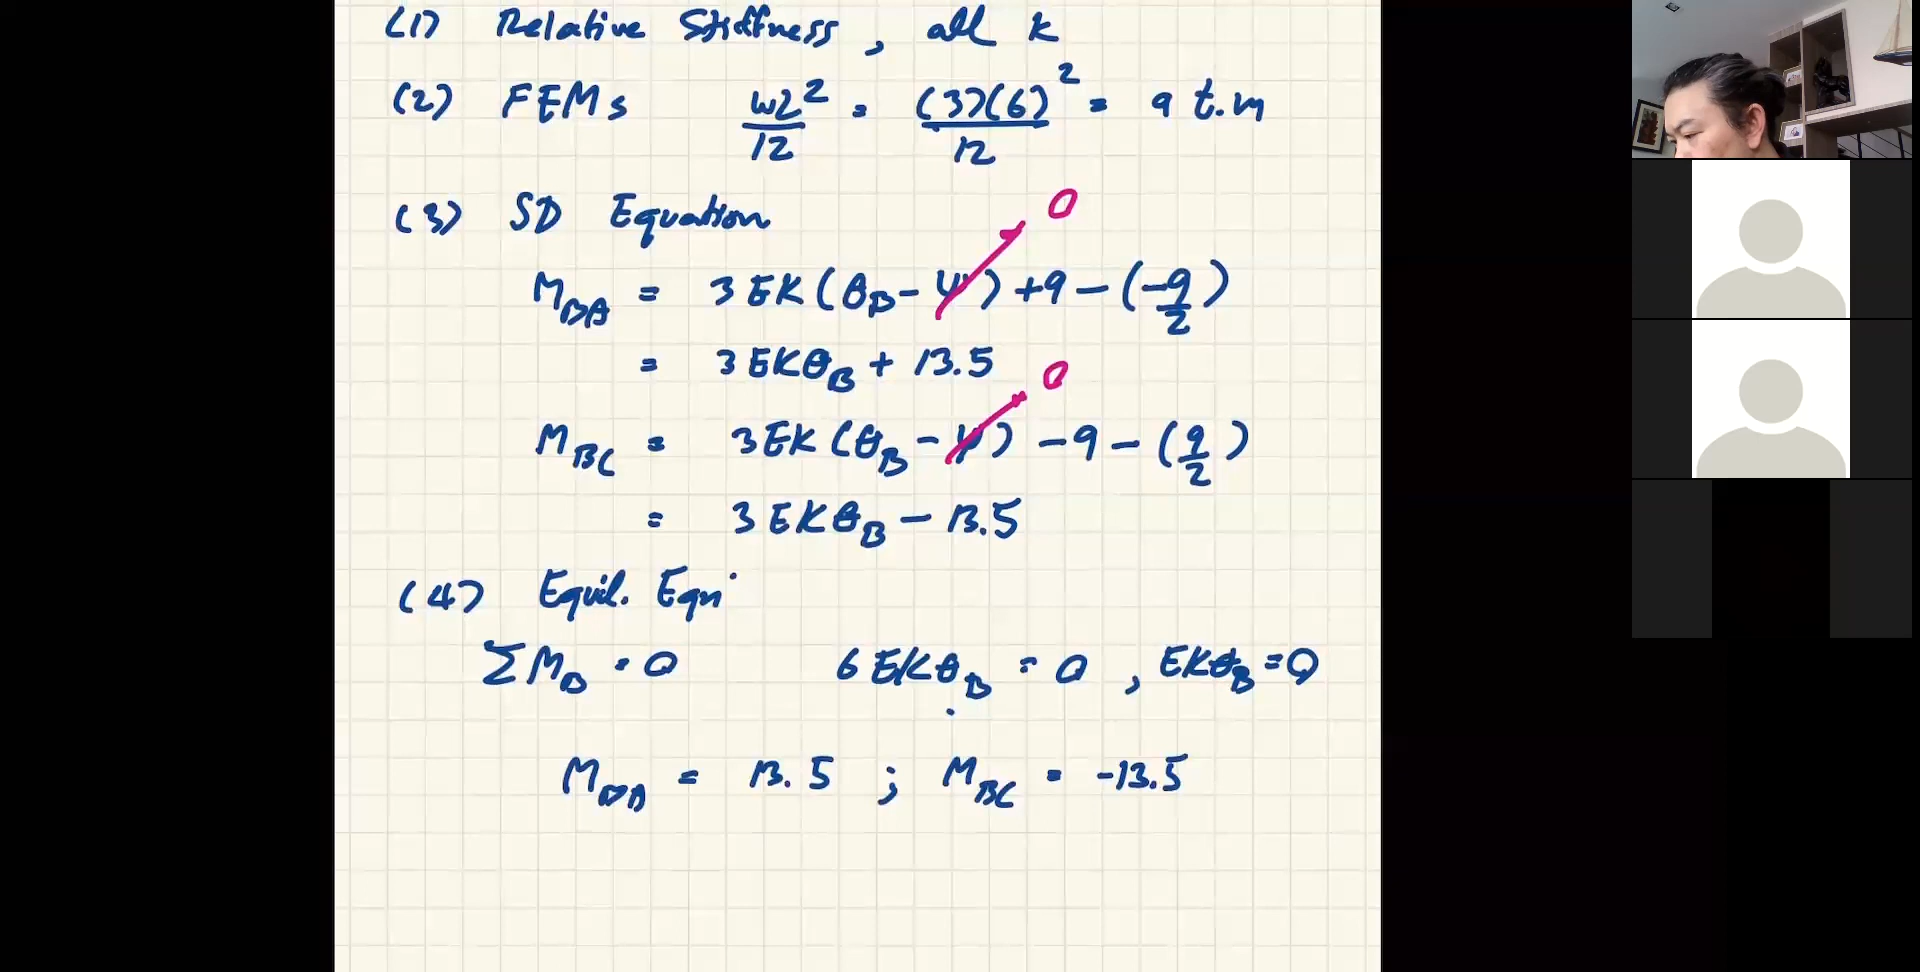 (1) Relative Stiffness, all K
(2) FEMs wL²/12 = (3)(6)²/12 = 9 t.m
(3) SD Equation
M_BA = 3EK(θ_B - ψ) + 9 - (-9/2)
0
= 3EKθ_B + 13.5
0
M_BC = 3EK(θ_B - ψ) - 9 - (9/2)
= 3EKθ_B - 13.5
(4) Equil. Eqn
ΣM_B = 0 6EKθ_B = 0, EKθ_B = 0
M_BA = 13.5 ; M_BC = -13.5